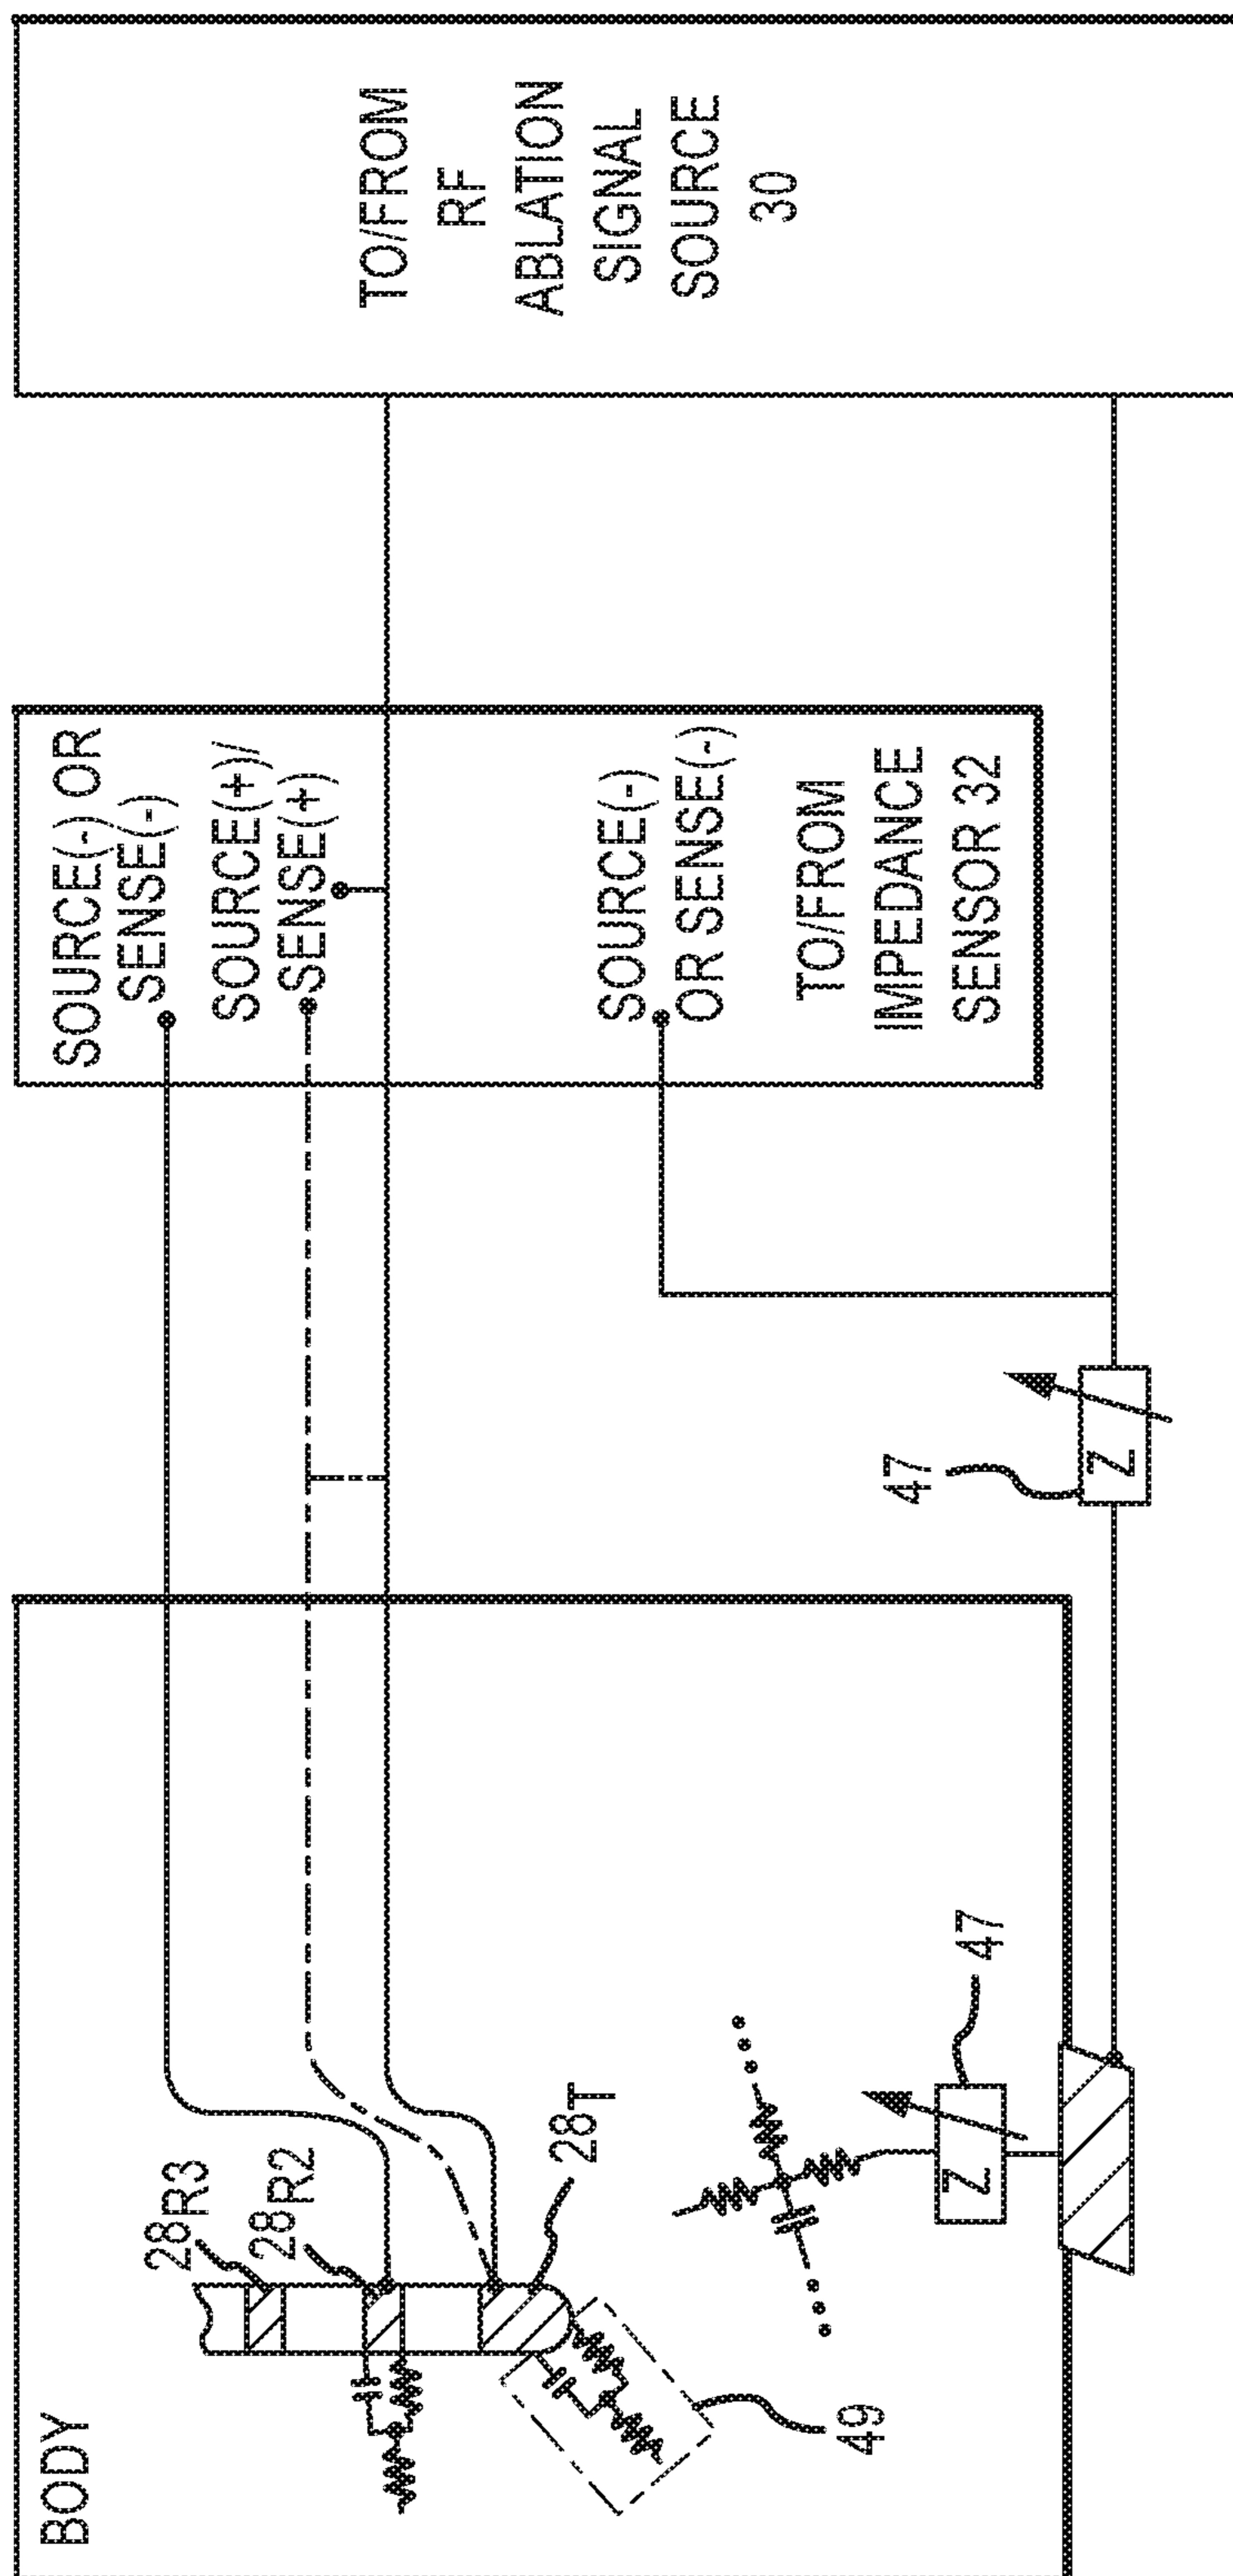 BODY
28R3
28R2
28T
49
47
Z
47
Z
SOURCE(-) OR
SENSE(-)
SOURCE(+)/
SENSE(+)
SOURCE(-)
OR SENSE(-)
TO/FROM
IMPEDANCE
SENSOR 32
TO/FROM
RF
ABLATION
SIGNAL
SOURCE
30